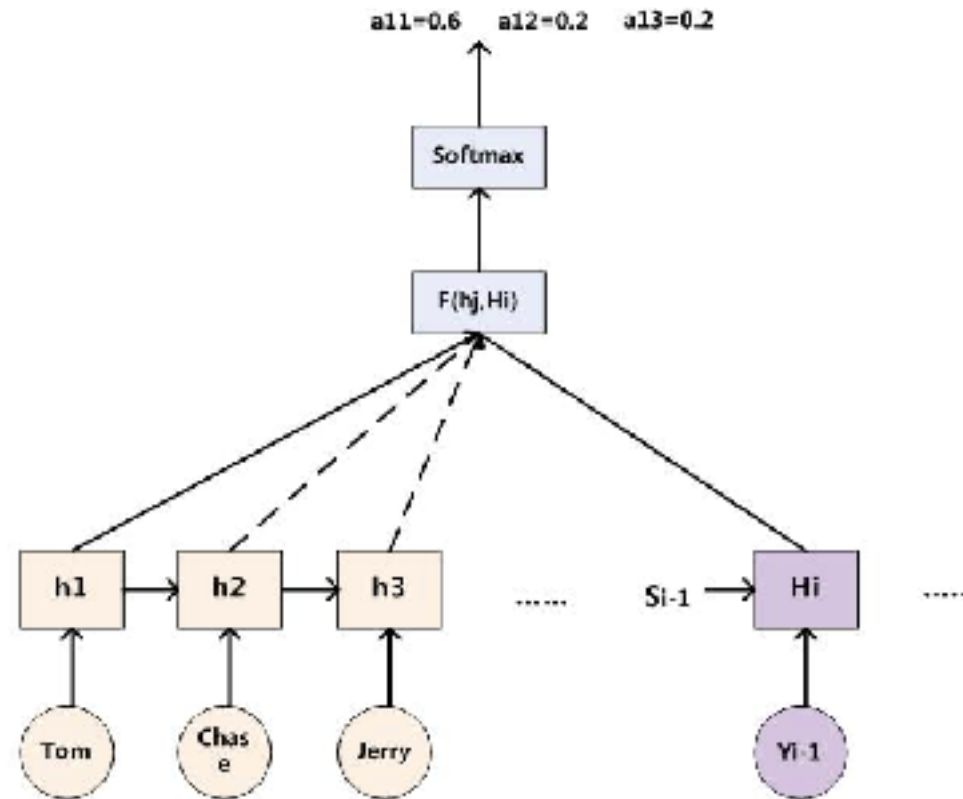 a11=0.6 a12=0.2 a13=0.2
Softmax
F(hj,Hi)
h1 h2 h3 ...... Si-1 Hi .....
Tom Chas
e Jerry Yi-1